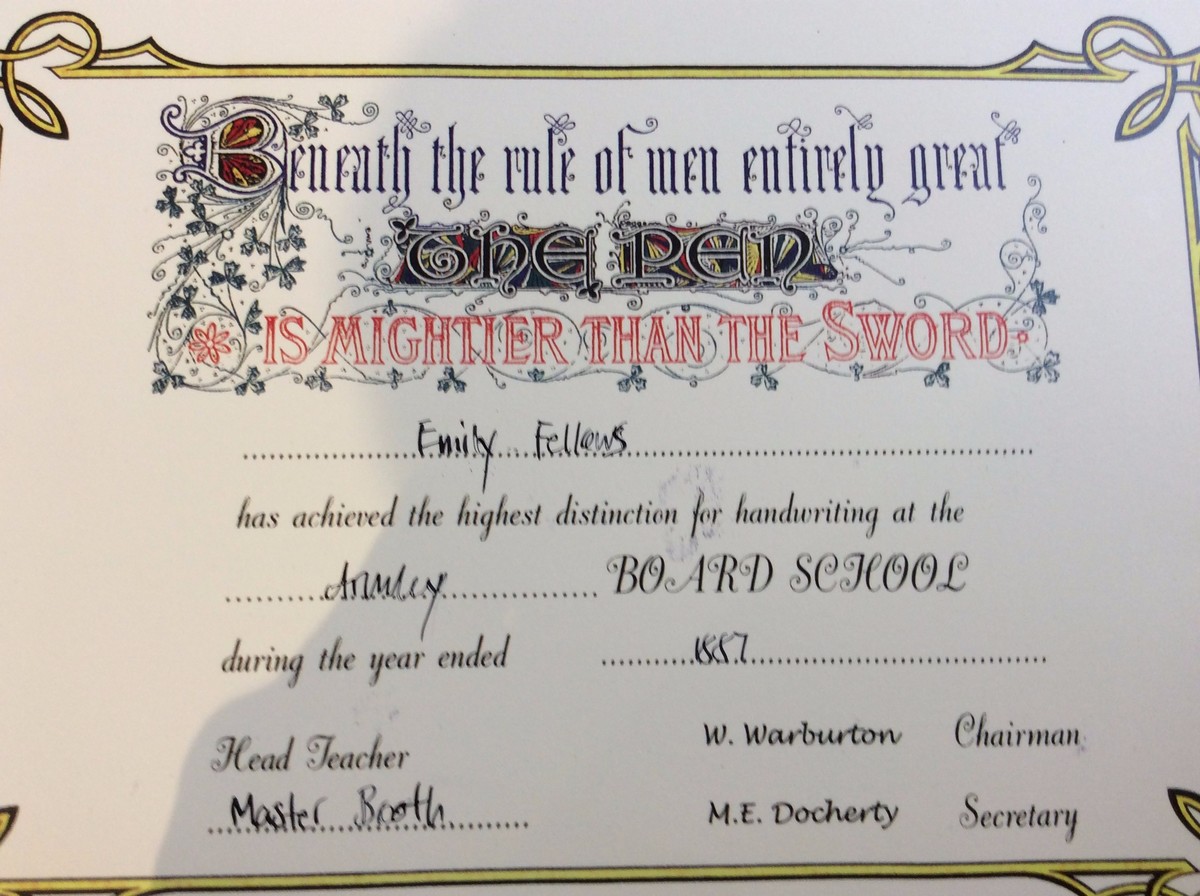 Beneath the rule of men entirely great
The Pen
IS MIGHTIER THAN THE SWORD.
Emily Fellows
has achieved the highest distinction for handwriting at the
Armley BOARD SCHOOL
during the year ended 1887
Head Teacher
W. Warburton Chairman
Master Booth
M.E. Docherty Secretary